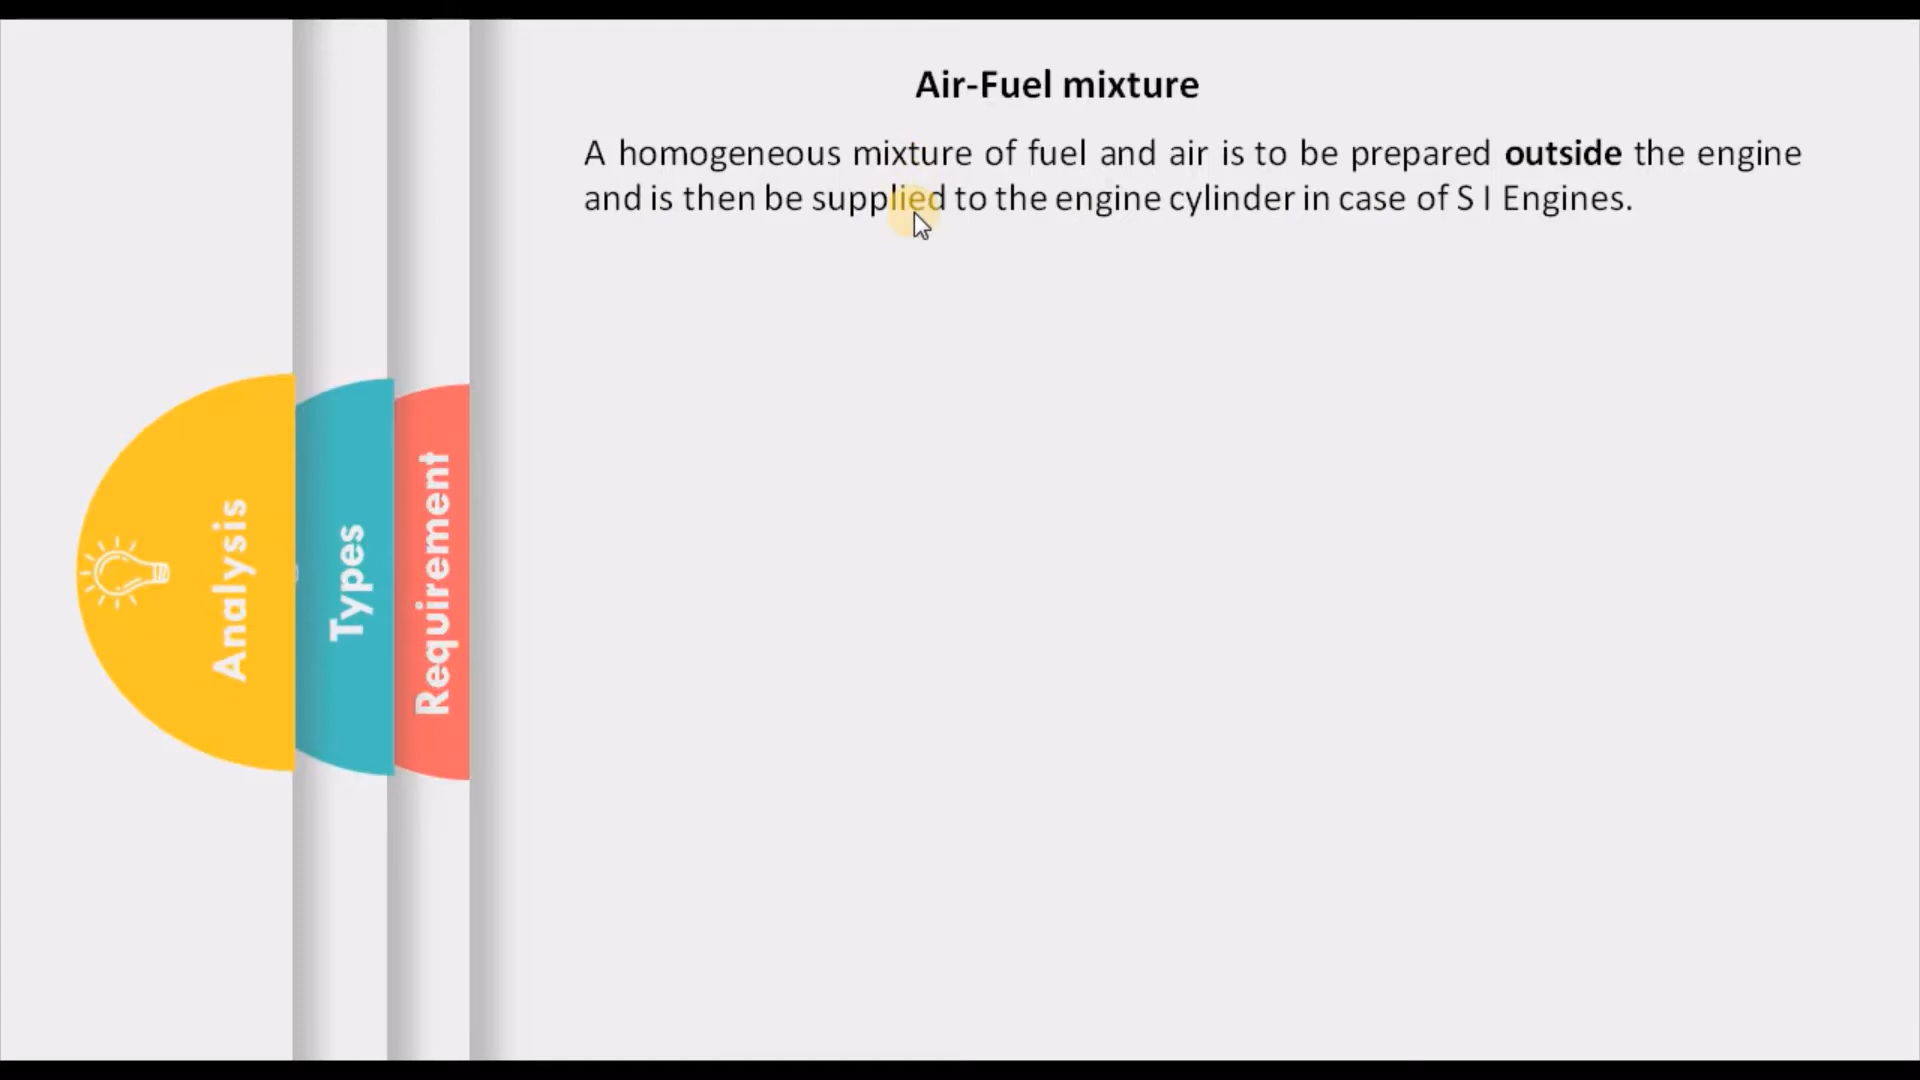 Air-Fuel mixture
A homogeneous mixture of fuel and air is to be prepared outside the engine
and is then be supplied to the engine cylinder in case of S I Engines.
Analysis
Types
Requirement